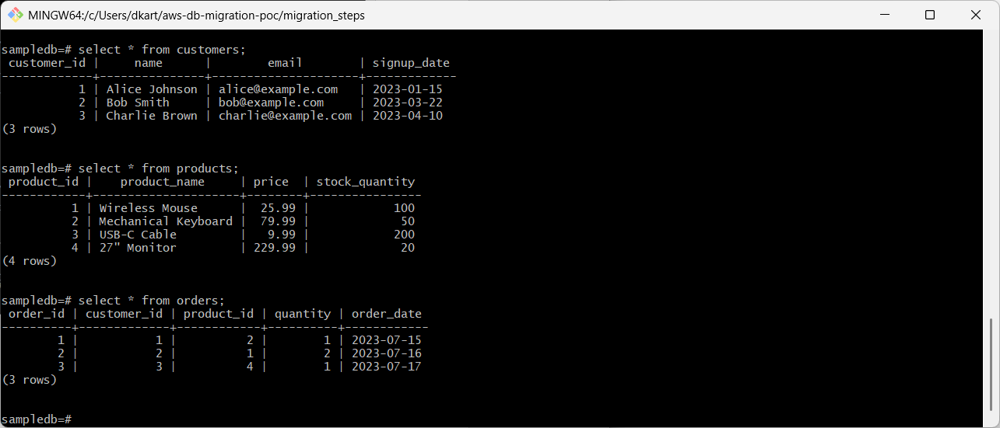 MINGW64:/c/Users/dkart/aws-db-migration-poc/migration_steps
sampledb=# select * from customers;
 customer_id |     name      |        email        | signup_date
-------------+---------------+---------------------+-------------
           1 | Alice Johnson | alice@example.com   | 2023-01-15
           2 | Bob Smith     | bob@example.com     | 2023-03-22
           3 | Charlie Brown | charlie@example.com | 2023-04-10
(3 rows)
sampledb=# select * from products;
 product_id |    product_name     | price  | stock_quantity
------------+---------------------+--------+----------------
          1 | Wireless Mouse      |  25.99 |            100
          2 | Mechanical Keyboard |  79.99 |             50
          3 | USB-C Cable         |   9.99 |            200
          4 | 27" Monitor         | 229.99 |             20
(4 rows)
sampledb=# select * from orders;
 order_id | customer_id | product_id | quantity | order_date
----------+-------------+------------+----------+------------
        1 |           1 |          2 |        1 | 2023-07-15
        2 |           2 |          1 |        2 | 2023-07-16
        3 |           3 |          4 |        1 | 2023-07-17
(3 rows)
sampledb=#